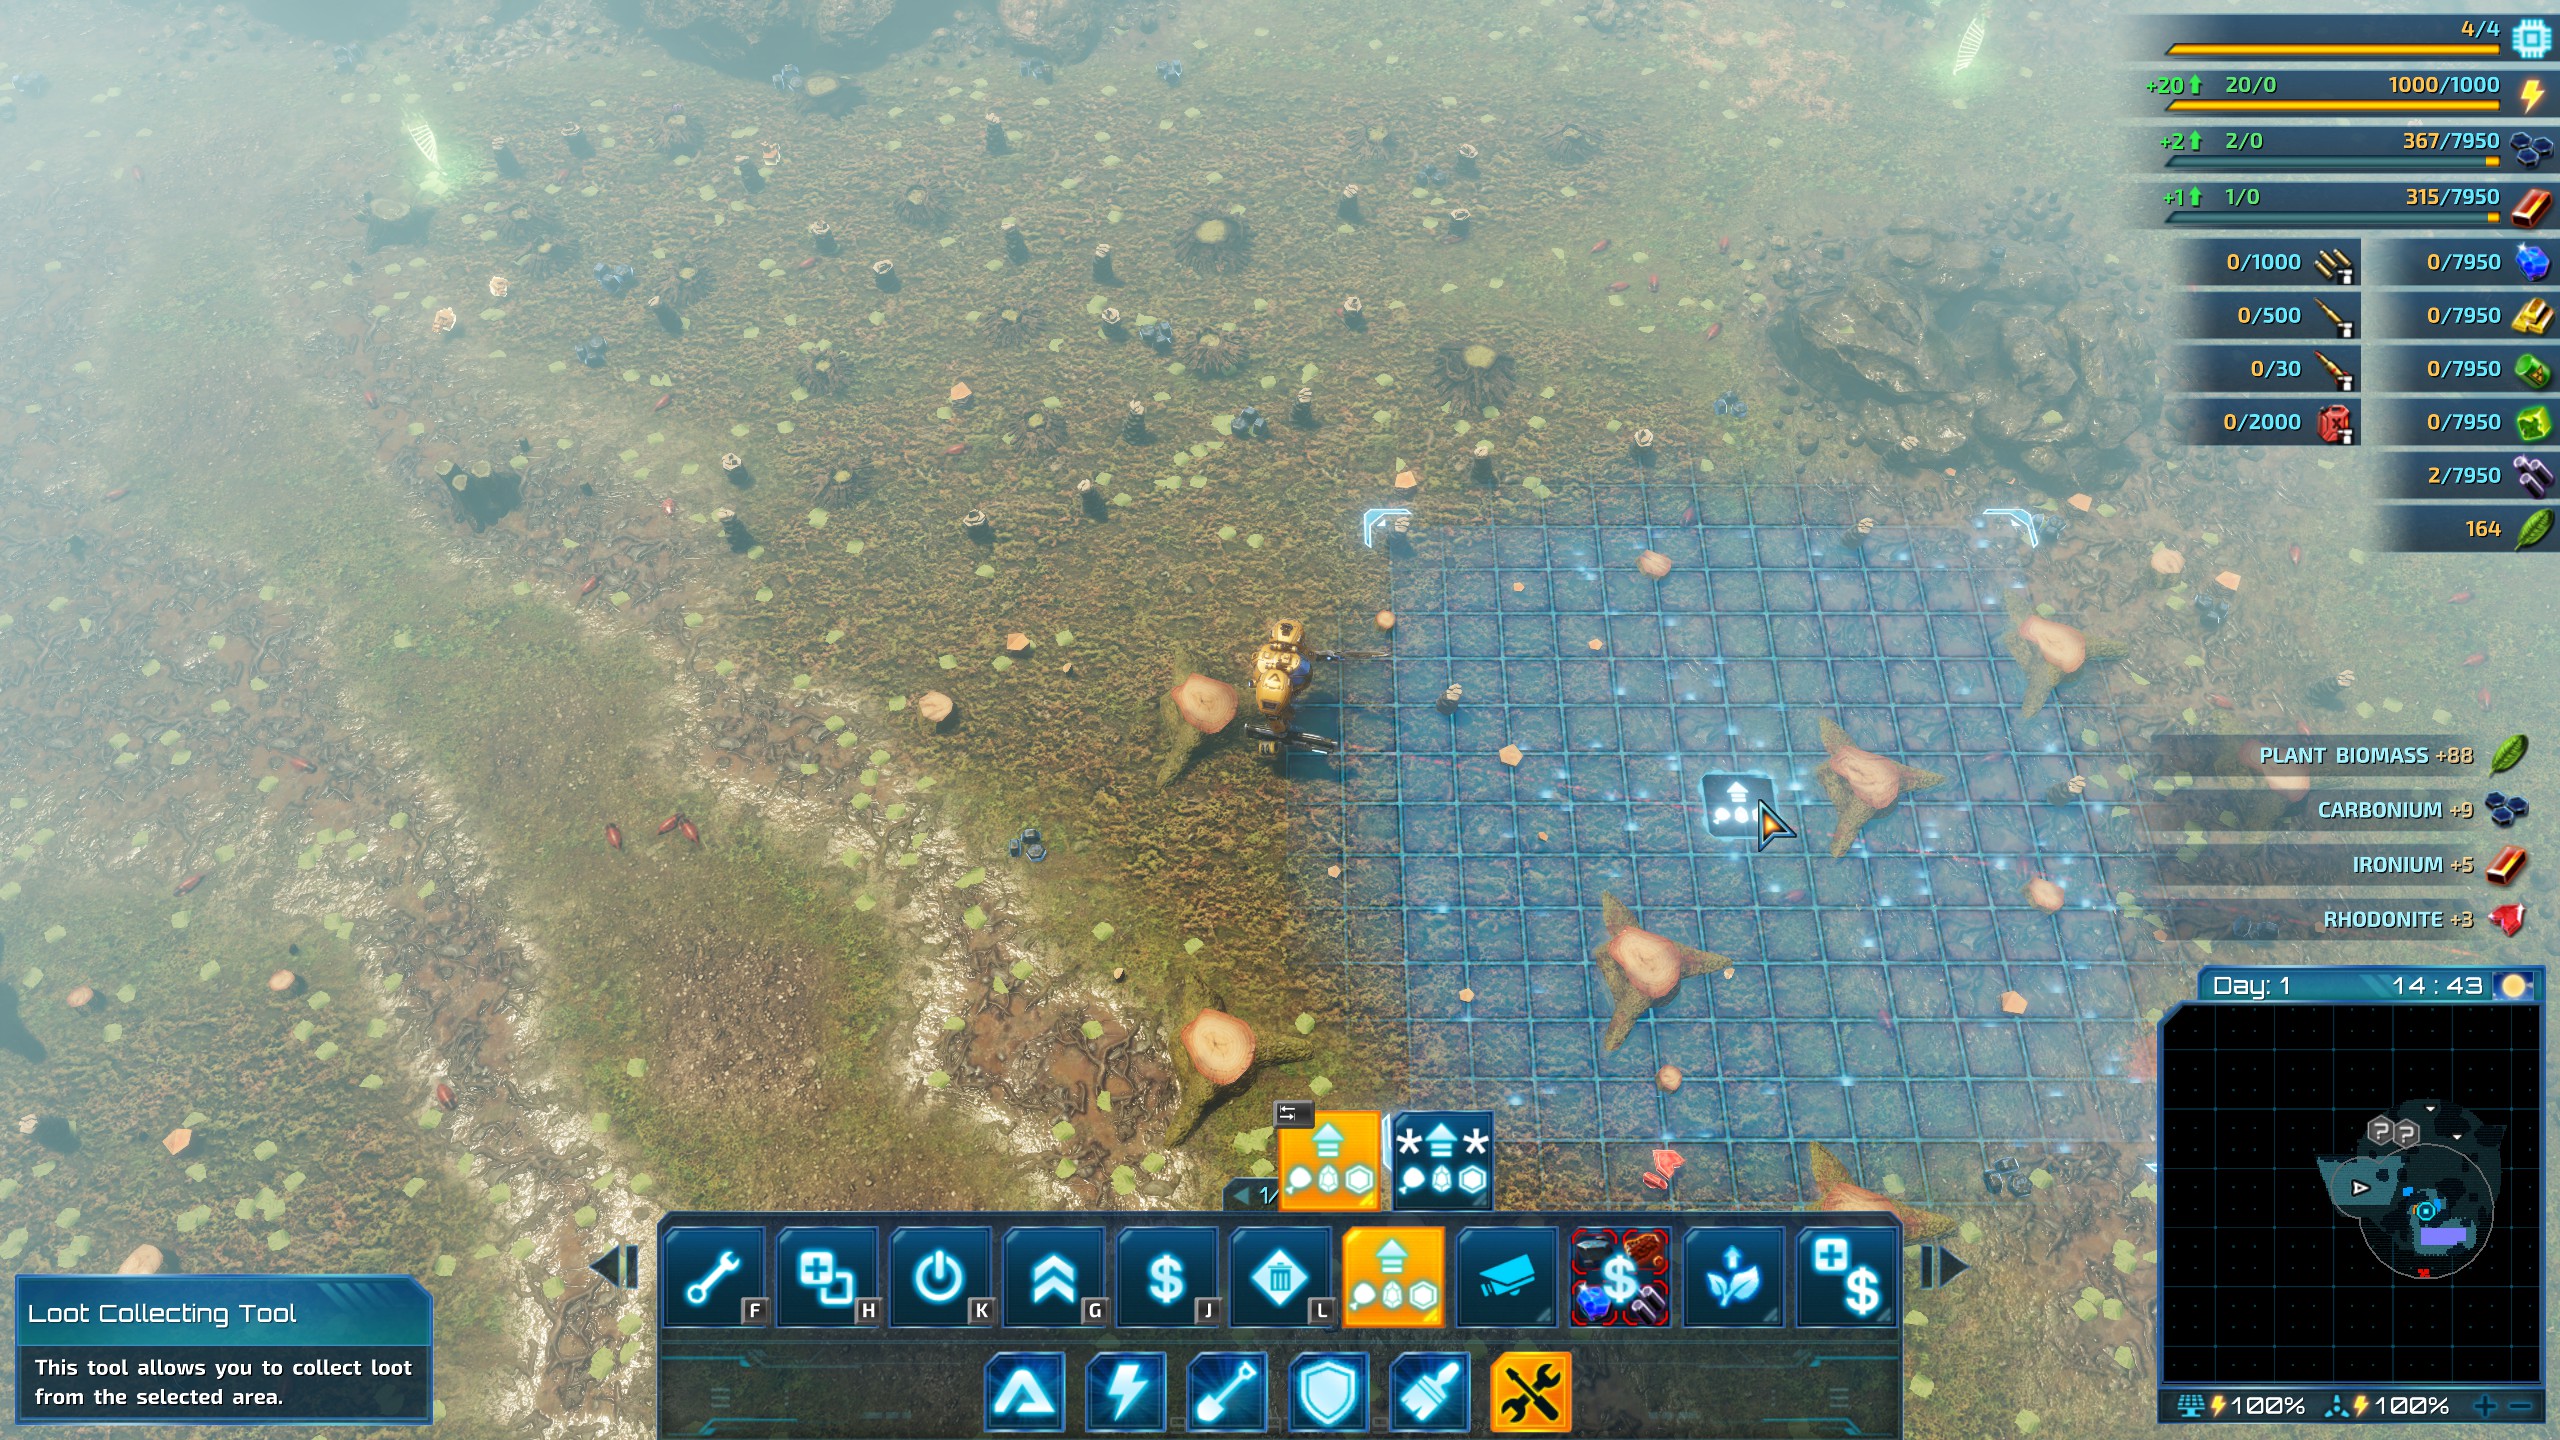 4/4
+20 20/0 1000/1000
+2 2/0 367/7950
+1 1/0 315/7950
0/1000 0/7950
0/500 0/7950
0/30 0/7950
0/2000 0/7950
2/7950
164
PLANT BIOMASS +88
CARBONIUM +9
IRONIUM +5
RHODONITE +3
Day: 1 14:43
? ?
1/
F H K G $ J L $ $
Loot Collecting Tool
This tool allows you to collect loot
from the selected area.
100% 100%